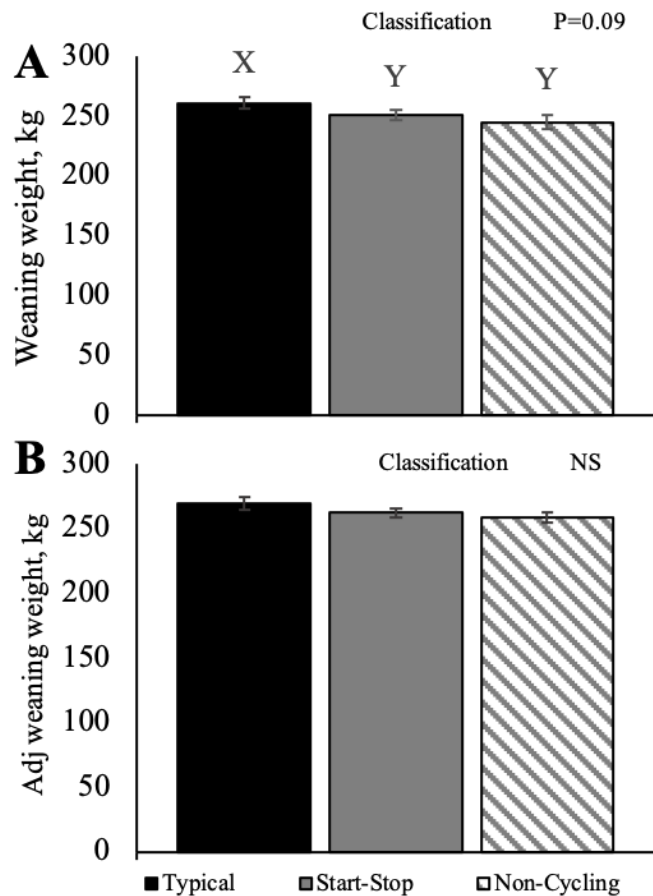 Classification P=0.09
A
X
Y
Y
Weaning weight, kg
300
250
200
150
100
50
0
B
Classification NS
Adj weaning weight, kg
300
250
200
150
100
50
0
Typical Start-Stop Non-Cycling